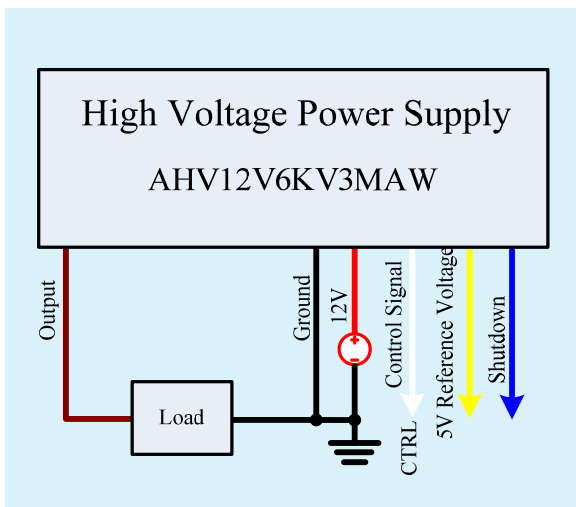 High Voltage Power Supply
AHV12V6KV3MAW
Output
Ground
12V
Control Signal
5V Reference Voltage
Shutdown
Load
CTRL